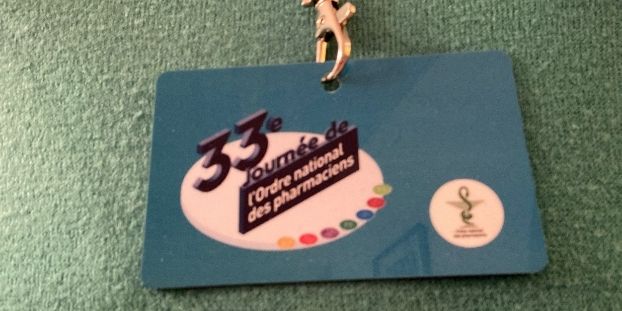 33e
Journée de
l'Ordre national
des pharmaciens